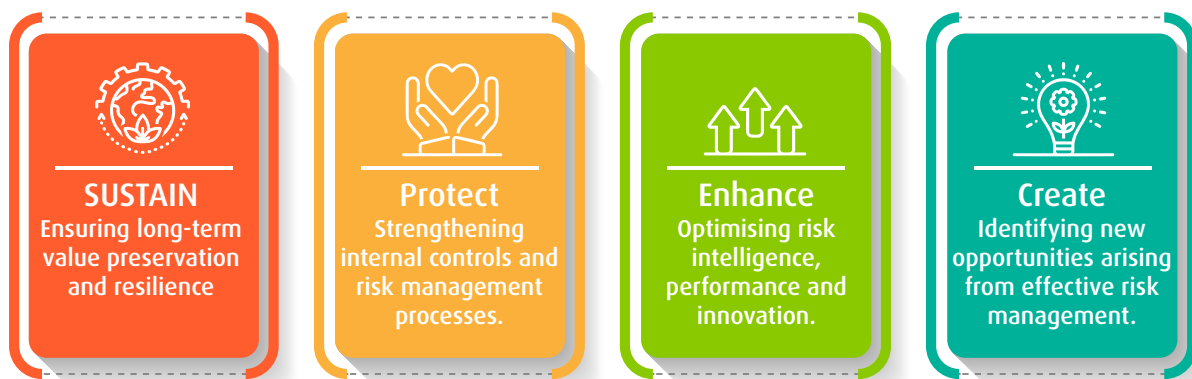 SUSTAIN
Ensuring long-term
value preservation
and resilience
Protect
Strengthening
internal controls and
risk management
processes.
Enhance
Optimising risk
intelligence,
performance and
innovation.
Create
Identifying new
opportunities arising
from effective risk
management.